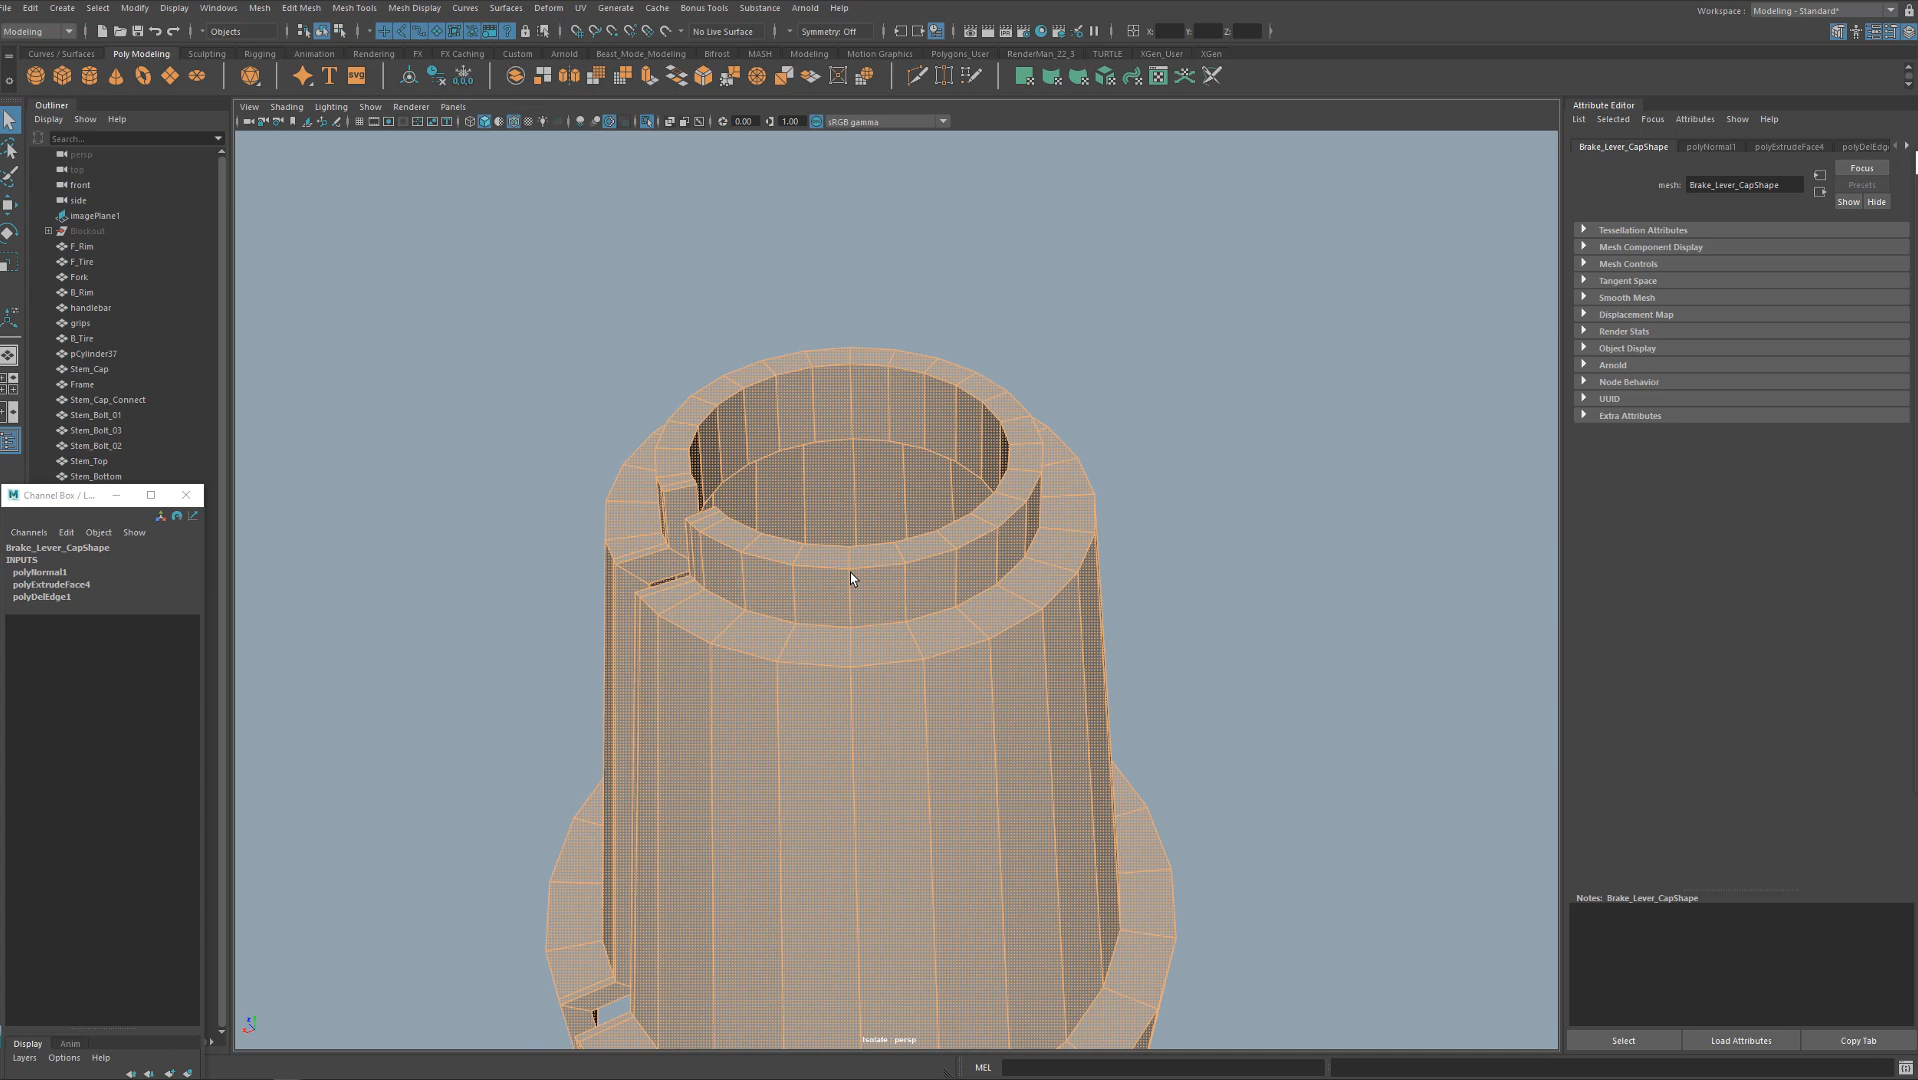 File Edit Create Select Modify Display Windows Mesh Edit Mesh Mesh Tools Mesh Display Curves Surfaces Deform UV Generate Cache Bonus Tools Substance Arnold Help
Workspace : Modeling - Standard*
Modeling Objects No Live Surface Symmetry: Off X: Y: Z:
Curves / Surfaces Poly Modeling Sculpting Rigging Animation Rendering FX FX Caching Custom Arnold Beast_Mode_Modeling Bifrost MASH Modeling Motion Graphics Polygons_User RenderMan_22_3 TURTLE XGen_User XGen
Outliner
Display Show Help
Search...
persp
top
front
side
imagePlane1
Blockout
F_Rim
F_Tire
Fork
B_Rim
handlebar
grips
B_Tire
pCylinder37
Stem_Cap
Frame
Stem_Cap_Connect
Stem_Bolt_01
Stem_Bolt_03
Stem_Bolt_02
Stem_Top
Stem_Bottom
Channel Box / L...
Channels Edit Object Show
Brake_Lever_CapShape
INPUTS
polyNormal1
polyExtrudeFace4
polyDelEdge1
Display Anim
Layers Options Help
View Shading Lighting Show Renderer Panels
0.00 1.00 sRGB gamma
Isolate : persp
MEL
Attribute Editor
List Selected Focus Attributes Show Help
Brake_Lever_CapShape polyNormal1 polyExtrudeFace4 polyDelEdg
Focus
mesh: Brake_Lever_CapShape Presets
Show Hide
Tessellation Attributes
Mesh Component Display
Mesh Controls
Tangent Space
Smooth Mesh
Displacement Map
Render Stats
Object Display
Arnold
Node Behavior
UUID
Extra Attributes
Notes: Brake_Lever_CapShape
Select Load Attributes Copy Tab